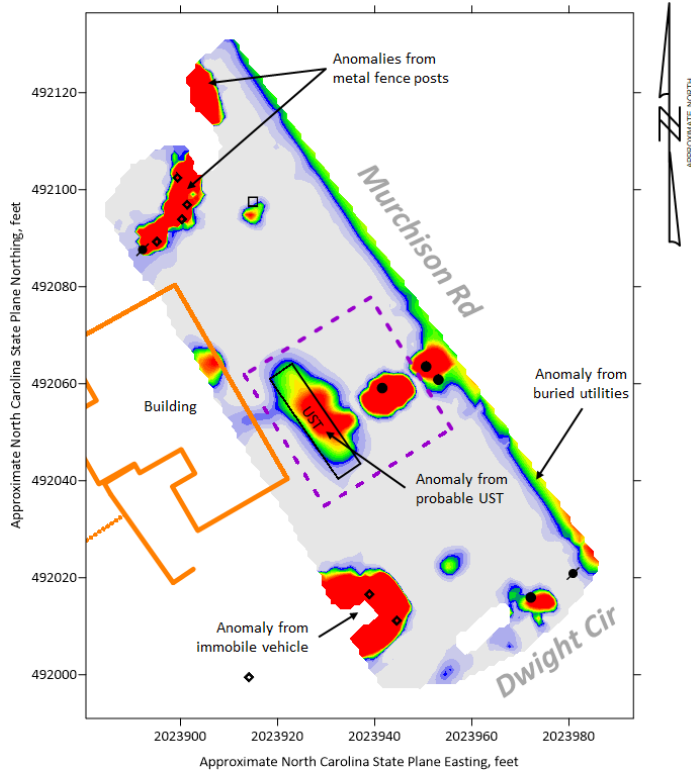 Anomalies from
metal fence posts
492120
492100
492080
492060
492040
492020
492000
Approximate North Carolina State Plane Northing, feet
Murchison Rd
Building
UST
Anomaly from
buried utilities
Anomaly from
probable UST
Anomaly from
immobile vehicle
Dwight Cir
2023900
2023920
2023940
2023960
2023980
Approximate North Carolina State Plane Easting, feet
N
APPROXIMATE NORTH